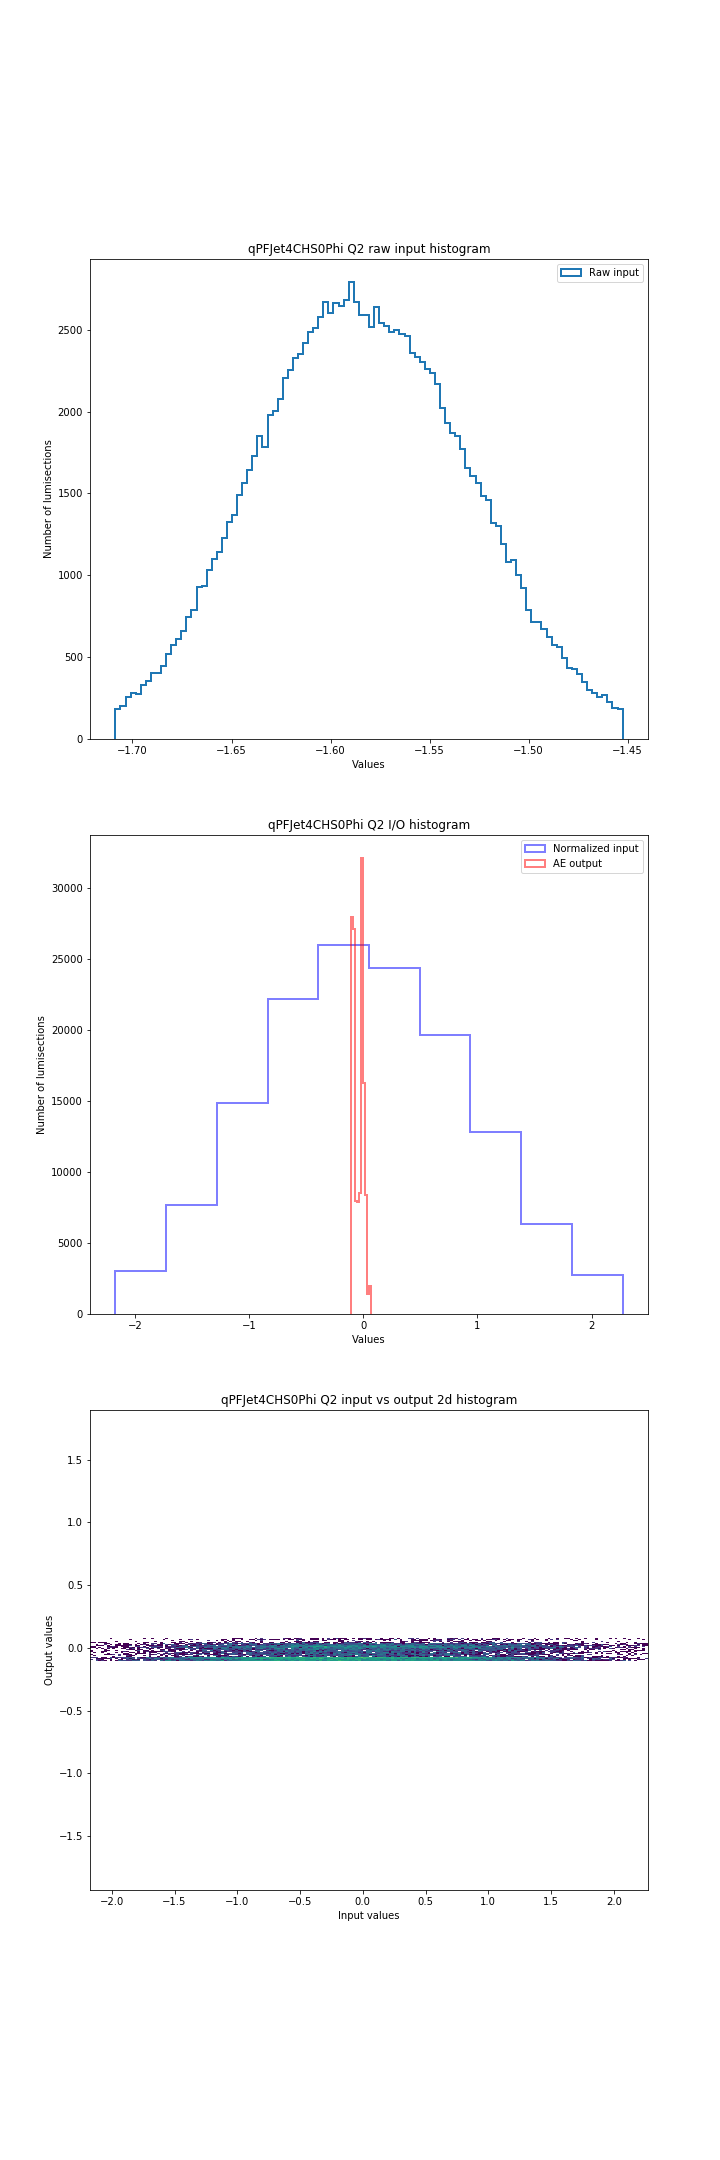 qPFJet4CHS0Phi Q2 raw input histogram
Raw input
Number of lumisections
2500
2000
1500
1000
500
0
−1.70 −1.65 −1.60 −1.55 −1.50 −1.45
Values
qPFJet4CHS0Phi Q2 I/O histogram
Normalized input
AE output
Number of lumisections
30000
25000
20000
15000
10000
5000
0
−2 −1 0 1 2
Values
qPFJet4CHS0Phi Q2 input vs output 2d histogram
Output values
1.5
1.0
0.5
0.0
−0.5
−1.0
−1.5
−2.0 −1.5 −1.0 −0.5 0.0 0.5 1.0 1.5 2.0
Input values